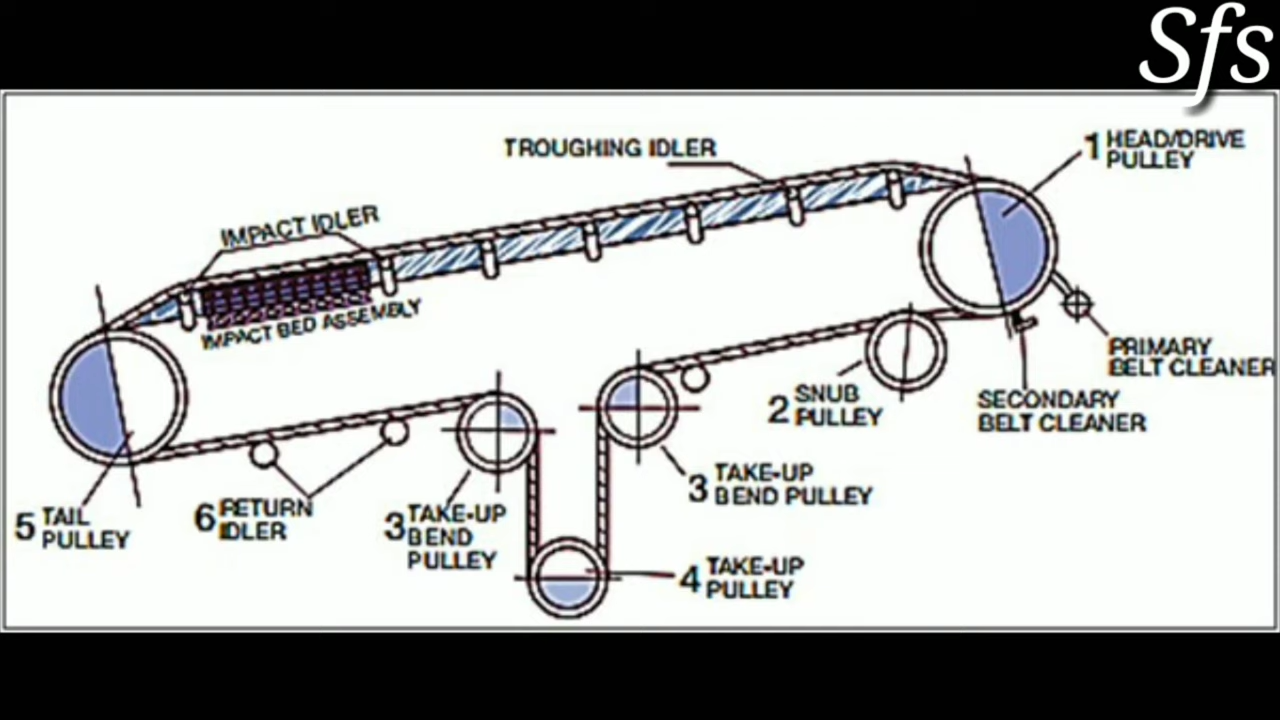 Sfs
TROUGHING IDLER
1 HEAD/DRIVE
PULLEY
IMPACT IDLER
IMPACT BED ASSEMBLY
PRIMARY
BELT CLEANER
2 SNUB
PULLEY
SECONDARY
BELT CLEANER
3 TAKE-UP
BEND PULLEY
5 TAIL
PULLEY
6 RETURN
IDLER
3 TAKE-UP
BEND
PULLEY
4 TAKE-UP
PULLEY